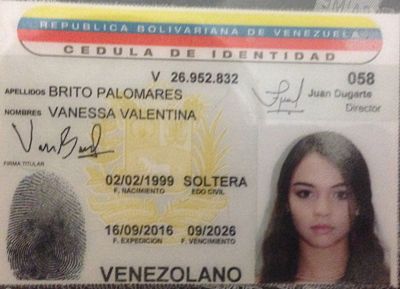 REPUBLICA BOLIVARIANA DE VENEZUELA
CEDULA DE IDENTIDAD
V 26.952.832 058
APELLIDOS BRITO PALOMARES
Juan Dugarte
Director
NOMBRES VANESSA VALENTINA
FIRMA TITULAR
02/02/1999 SOLTERA
F. NACIMIENTO EDO CIVIL
16/09/2016 09/2026
F. EXPEDICION F. VENCIMIENTO
VENEZOLANO